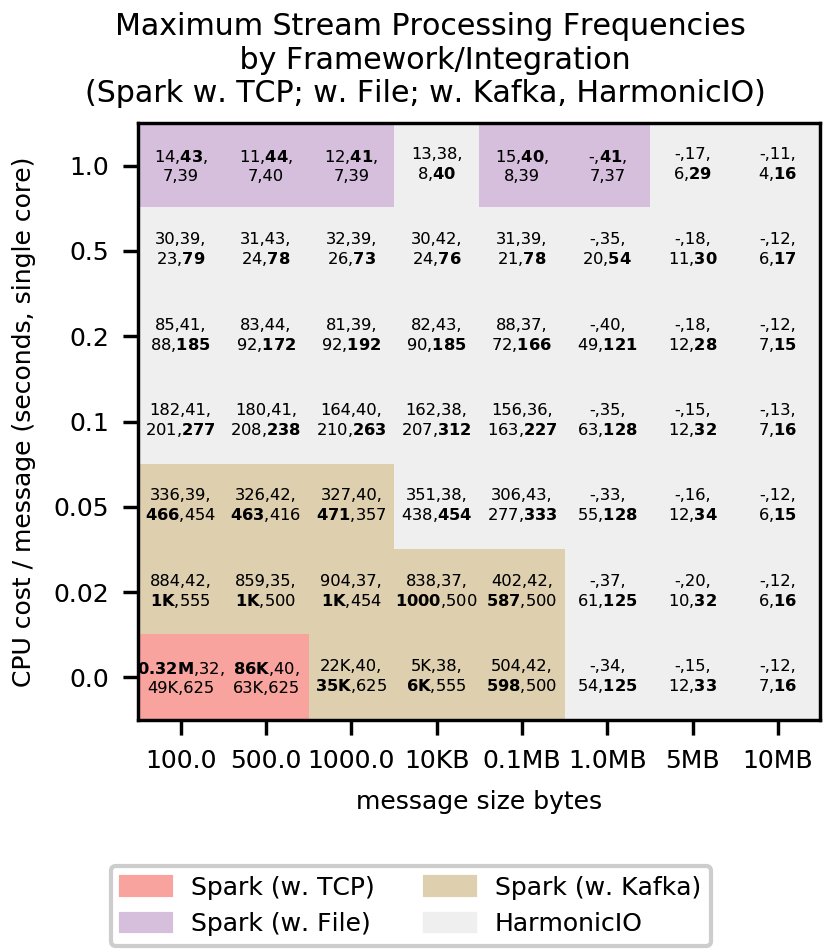 Maximum Stream Processing Frequencies
by Framework/Integration
(Spark w. TCP; w. File; w. Kafka, HarmonicIO)
CPU cost / message (seconds, single core)
1.0
14,43, 11,44, 12,41, 13,38, 15,40, -,41, -,17, -,11,
7,39 7,40 7,39 8,40 8,39 7,37 6,29 4,16
0.5
30,39, 31,43, 32,39, 30,42, 31,39, -,35, -,18, -,12,
23,79 24,78 26,73 24,76 21,78 20,54 11,30 6,17
0.2
85,41, 83,44, 81,39, 82,43, 88,37, -,40, -,18, -,12,
88,185 92,172 92,192 90,185 72,166 49,121 12,28 7,15
0.1
182,41, 180,41, 164,40, 162,38, 156,36, -,35, -,15, -,13,
201,277 208,238 210,263 207,312 163,227 63,128 12,32 7,16
0.05
336,39, 326,42, 327,40, 351,38, 306,43, -,33, -,16, -,12,
466,454 463,416 471,357 438,454 277,333 55,128 12,34 6,15
0.02
884,42, 859,35, 904,37, 838,37, 402,42, -,37, -,20, -,12,
1K,555 1K,500 1K,454 1000,500 587,500 61,125 10,32 6,16
0.0
0.32M,32, 86K,40, 22K,40, 5K,38, 504,42, -,34, -,15, -,12,
49K,625 63K,625 35K,625 6K,555 598,500 54,125 12,33 7,16
100.0 500.0 1000.0 10KB 0.1MB 1.0MB 5MB 10MB
message size bytes
Spark (w. TCP) Spark (w. Kafka)
Spark (w. File) HarmonicIO